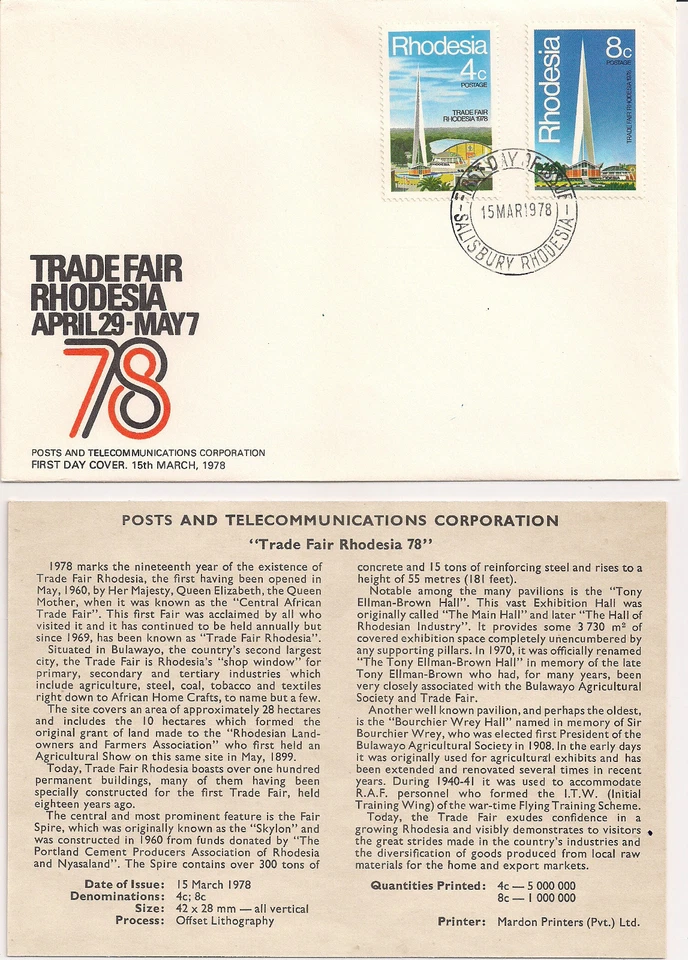 Rhodesia
4c
POSTAGE
TRADE FAIR
RHODESIA 1978
Rhodesia
8c
POSTAGE
TRADE FAIR RHODESIA 1978
FIRST DAY OF ISSUE
15 MAR 1978
SALISBURY RHODESIA
TRADE FAIR
RHODESIA
APRIL 29-MAY 7
78
POSTS AND TELECOMMUNICATIONS CORPORATION
FIRST DAY COVER. 15th MARCH, 1978
POSTS AND TELECOMMUNICATIONS CORPORATION
“Trade Fair Rhodesia 78”
1978 marks the nineteenth year of the existence of
Trade Fair Rhodesia, the first having been opened in
May, 1960, by Her Majesty, Queen Elizabeth, the Queen
Mother, when it was known as the “Central African
Trade Fair”. This first Fair was acclaimed by all who
visited it and it has continued to be held annually but
since 1969, has been known as “Trade Fair Rhodesia”.
Situated in Bulawayo, the country's second largest
city, the Trade Fair is Rhodesia's “shop window” for
primary, secondary and tertiary industries which
include agriculture, steel, coal, tobacco and textiles
right down to African Home Crafts, to name but a few.
The site covers an area of approximately 28 hectares
and includes the 10 hectares which formed the
original grant of land made to the “Rhodesian Land-
owners and Farmers Association” who first held an
Agricultural Show on this same site in May, 1899.
Today, Trade Fair Rhodesia boasts over one hundred
permanent buildings, many of them having been
specially constructed for the first Trade Fair, held
eighteen years ago.
The central and most prominent feature is the Fair
Spire, which was originally known as the “Skylon” and
was constructed in 1960 from funds donated by “The
Portland Cement Producers Association of Rhodesia
and Nyasaland”. The Spire contains over 300 tons of
concrete and 15 tons of reinforcing steel and rises to a
height of 55 metres (181 feet).
Notable among the many pavilions is the “Tony
Ellman-Brown Hall”. This vast Exhibition Hall was
originally called “The Main Hall” and later “The Hall of
Rhodesian Industry”. It provides some 3 730 m² of
covered exhibition space completely unencumbered by
any supporting pillars. In 1970, it was officially renamed
“The Tony Ellman-Brown Hall” in memory of the late
Tony Ellman-Brown who had, for many years, been
very closely associated with the Bulawayo Agricultural
Society and Trade Fair.
Another well known pavilion, and perhaps the oldest,
is the “Bourchier Wrey Hall” named in memory of Sir
Bourchier Wrey, who was elected first President of the
Bulawayo Agricultural Society in 1908. In the early days
it was originally used for agricultural exhibits and has
been extended and renovated several times in recent
years. During 1940-41 it was used to accommodate
R.A.F. personnel who formed the I.T.W. (Initial
Training Wing) of the war-time Flying Training Scheme.
Today, the Trade Fair exudes confidence in a
growing Rhodesia and visibly demonstrates to visitors
the great strides made in the country's industries and
the diversification of goods produced from local raw
materials for the home and export markets.
Date of Issue: 15 March 1978
Denominations: 4c; 8c
Size: 42 x 28 mm — all vertical
Process: Offset Lithography
Quantities Printed: 4c — 5 000 000
8c — 1 000 000
Printer: Mardon Printers (Pvt.) Ltd.